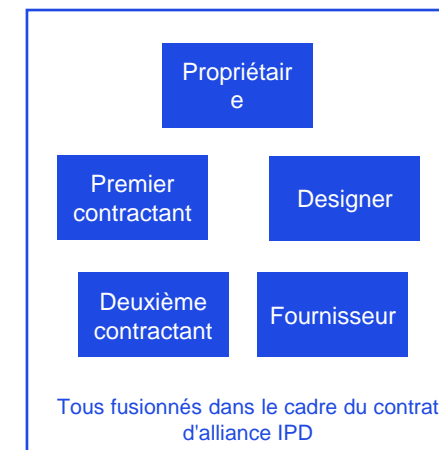 Propriétair
e
Premier
contractant
Designer
Deuxième
contractant
Fournisseur
Tous fusionnés dans le cadre du contrat
d'alliance IPD